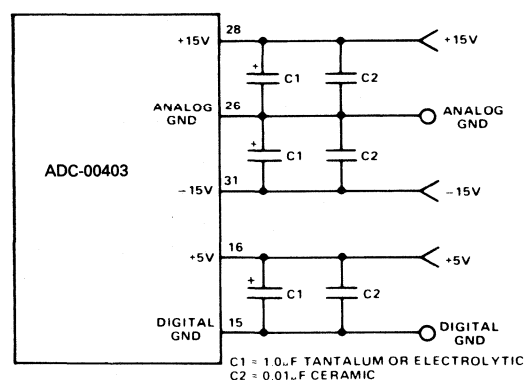 28
+15V
+15V
+
C1
C2
ANALOG GND
26
ANALOG GND
+
C1
C2
ADC-00403
31
-15V
-15V
16
+5V
+5V
+
C1
C2
DIGITAL GND
15
DIGITAL GND
C1 = 1.0µF TANTALUM OR ELECTROLYTIC
C2 = 0.01µF CERAMIC